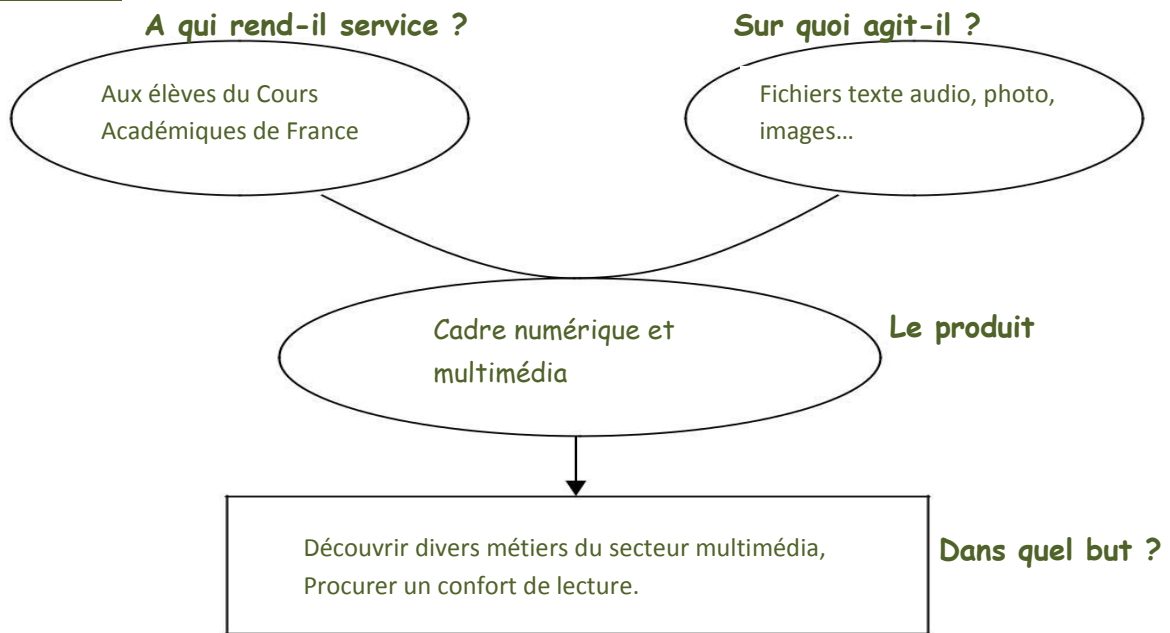 A qui rend-il service ?
Sur quoi agit-il ?
Aux élèves du Cours
Académiques de France
Fichiers texte audio, photo,
images…
Cadre numérique et
multimédia
Le produit
Découvrir divers métiers du secteur multimédia,
Procurer un confort de lecture.
Dans quel but ?